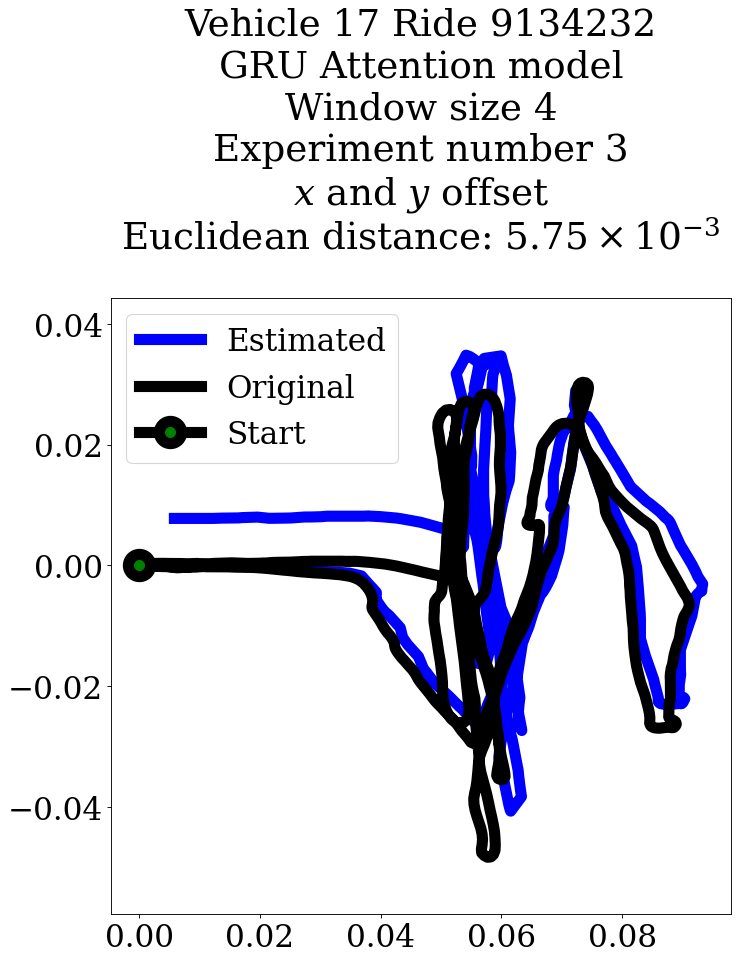 Vehicle 17 Ride 9134232
GRU Attention model
Window size 4
Experiment number 3
x and y offset
Euclidean distance: 5.75 × 10⁻³
Estimated
Original
Start
0.04
0.02
0.00
−0.02
−0.04
0.00 0.02 0.04 0.06 0.08